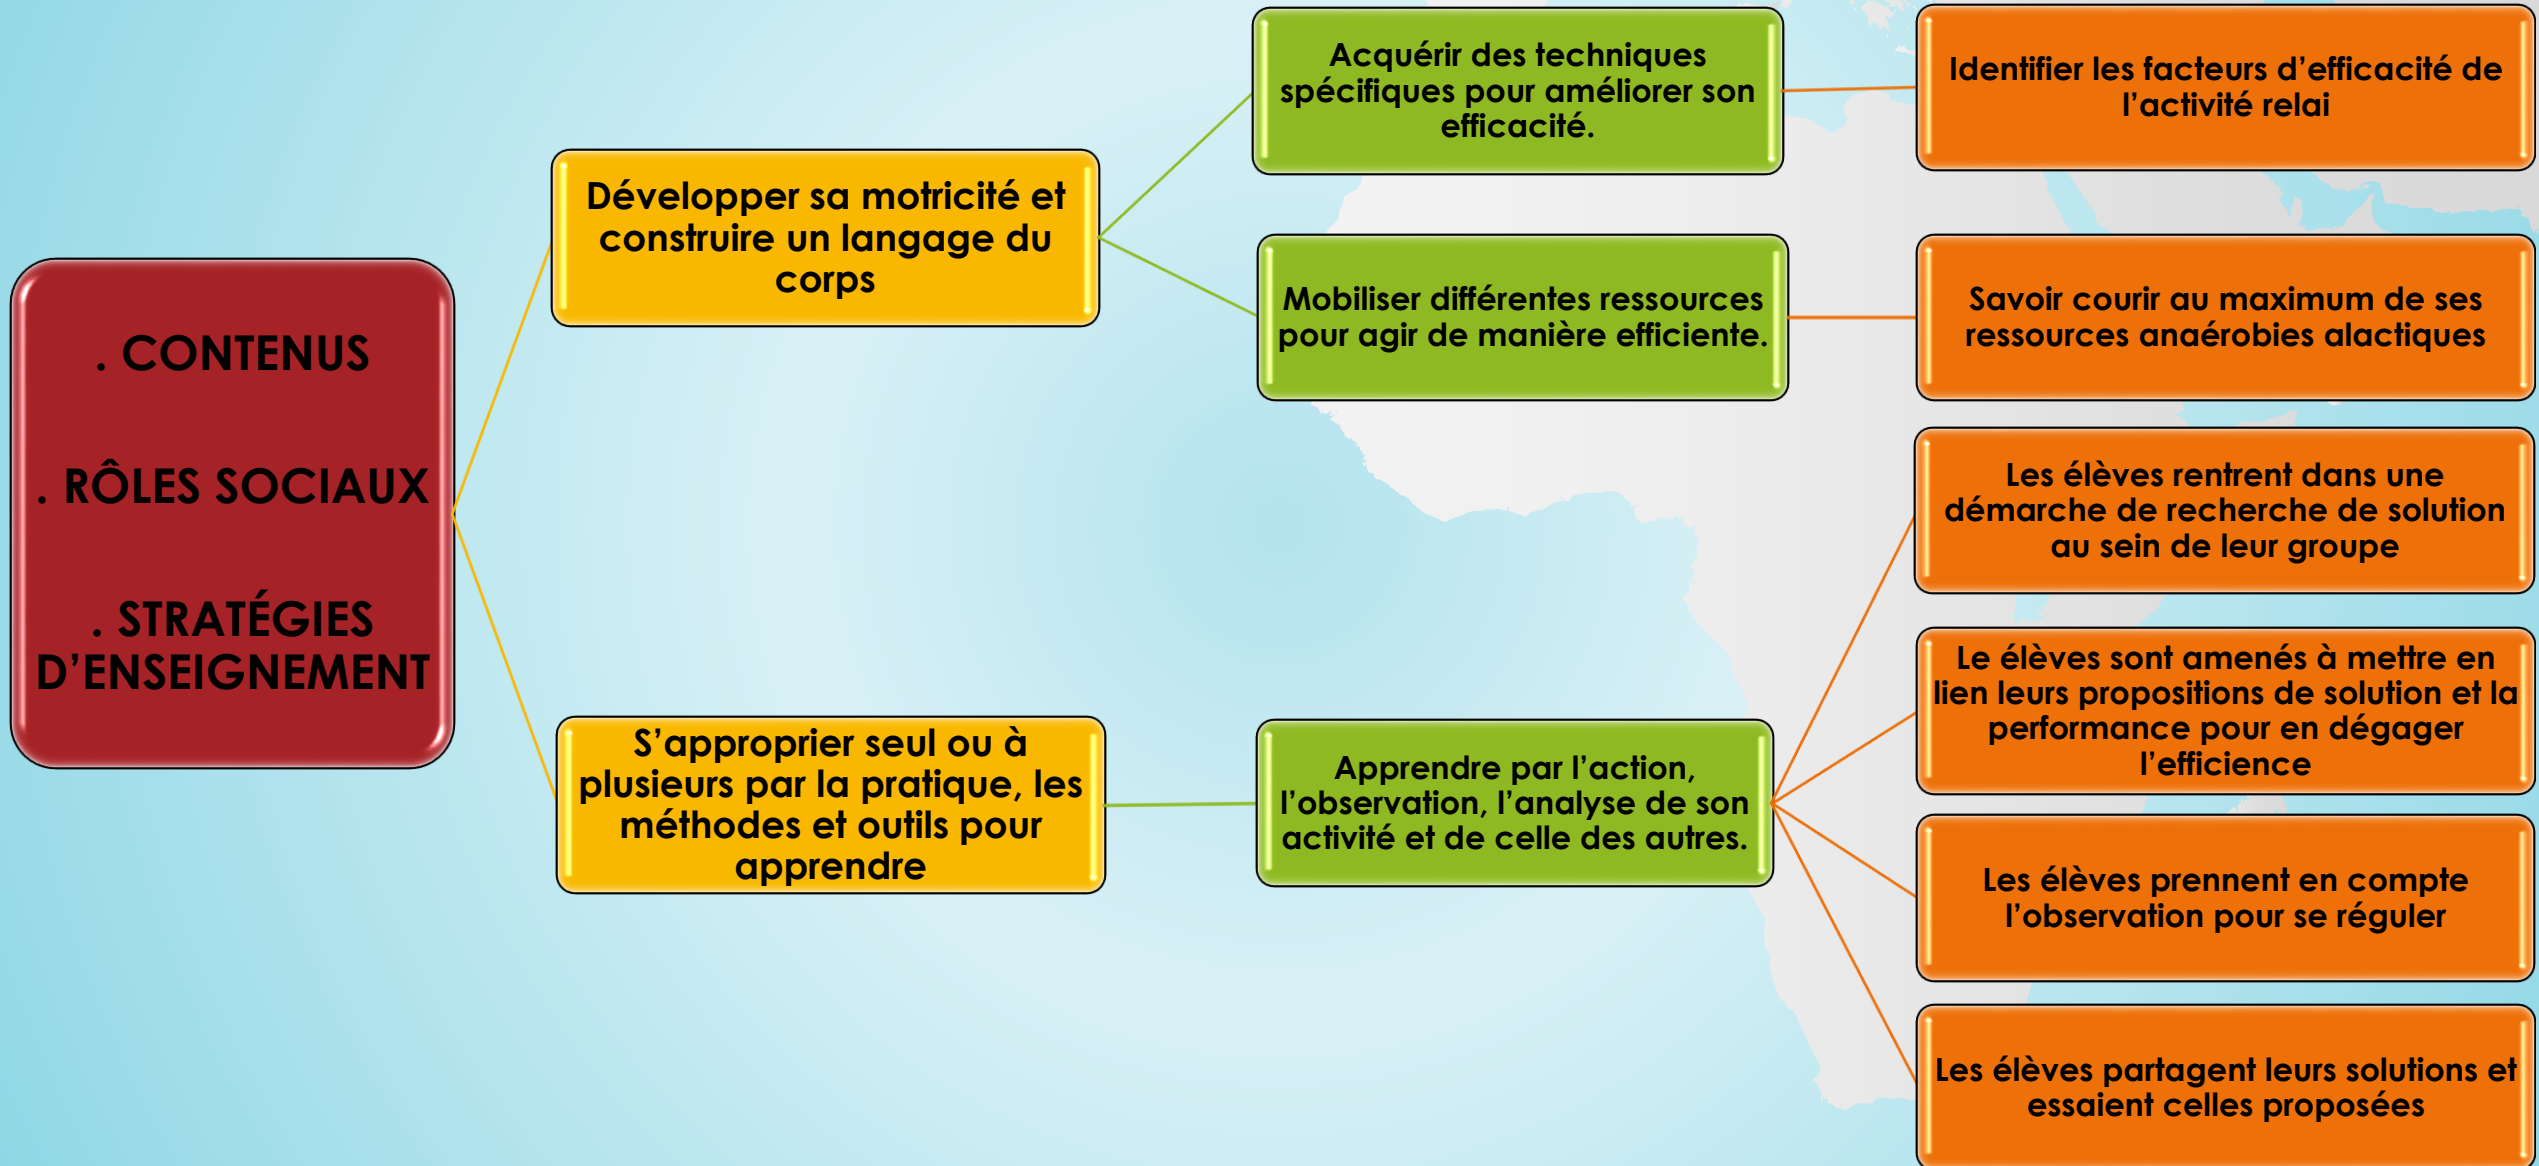 . CONTENUS
. RÔLES SOCIAUX
. STRATÉGIES
D’ENSEIGNEMENT
Développer sa motricité et
construire un langage du
corps
Acquérir des techniques
spécifiques pour améliorer son
efficacité.
Identifier les facteurs d’efficacité de
l’activité relai
Mobiliser différentes ressources
pour agir de manière efficiente.
Savoir courir au maximum de ses
ressources anaérobies alactiques
S’approprier seul ou à
plusieurs par la pratique, les
méthodes et outils pour
apprendre
Apprendre par l’action,
l’observation, l’analyse de son
activité et de celle des autres.
Les élèves rentrent dans une
démarche de recherche de solution
au sein de leur groupe
Le élèves sont amenés à mettre en
lien leurs propositions de solution et la
performance pour en dégager
l’efficience
Les élèves prennent en compte
l’observation pour se réguler
Les élèves partagent leurs solutions et
essaient celles proposées